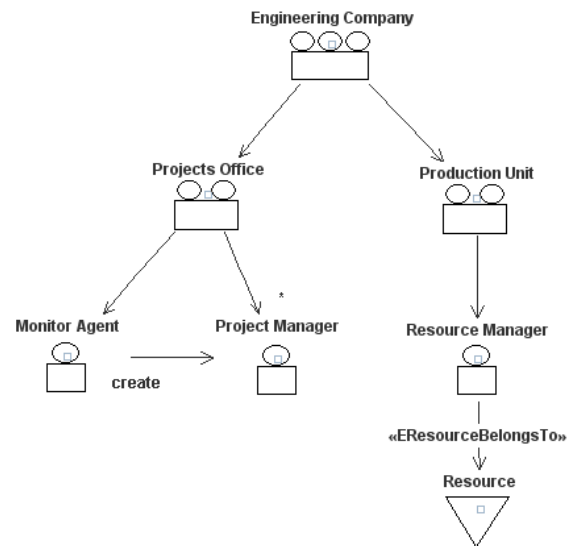 Engineering Company
Projects Office
Production Unit
*
Monitor Agent
Project Manager
Resource Manager
create
«EResourceBelongsTo»
Resource